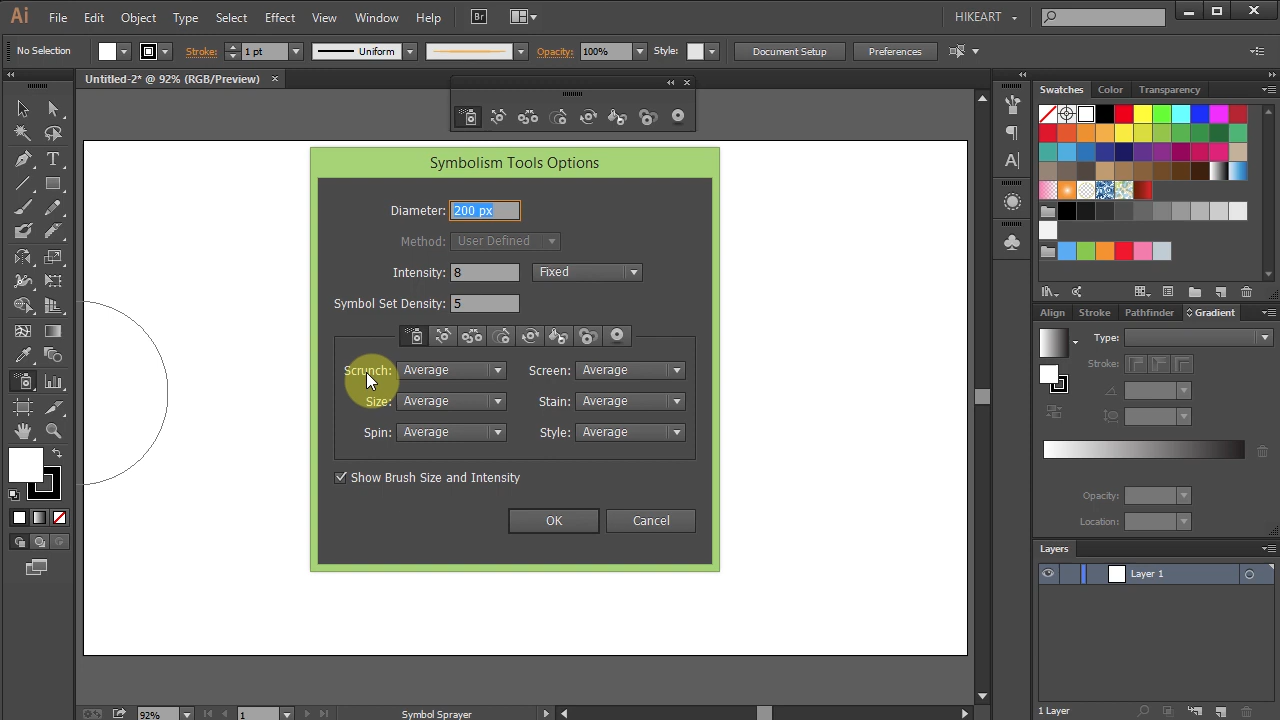 Ai File Edit Object Type Select Effect View Window Help Br HIKEART
No Selection Stroke: 1 pt Uniform Opacity: 100% Style: Document Setup Preferences
Untitled-2* @ 92% (RGB/Preview)
Swatches Color Transparency
Symbolism Tools Options
Diameter: 200 px
Method: User Defined
Intensity: 8 Fixed
Symbol Set Density: 5
Scrunch: Average Screen: Average
Size: Average Stain: Average
Spin: Average Style: Average
Show Brush Size and Intensity
OK Cancel
Align Stroke Pathfinder Gradient
Type:
Stroke:
Opacity:
Location:
Layers
Layer 1
1 Layer
92% 1 Symbol Sprayer